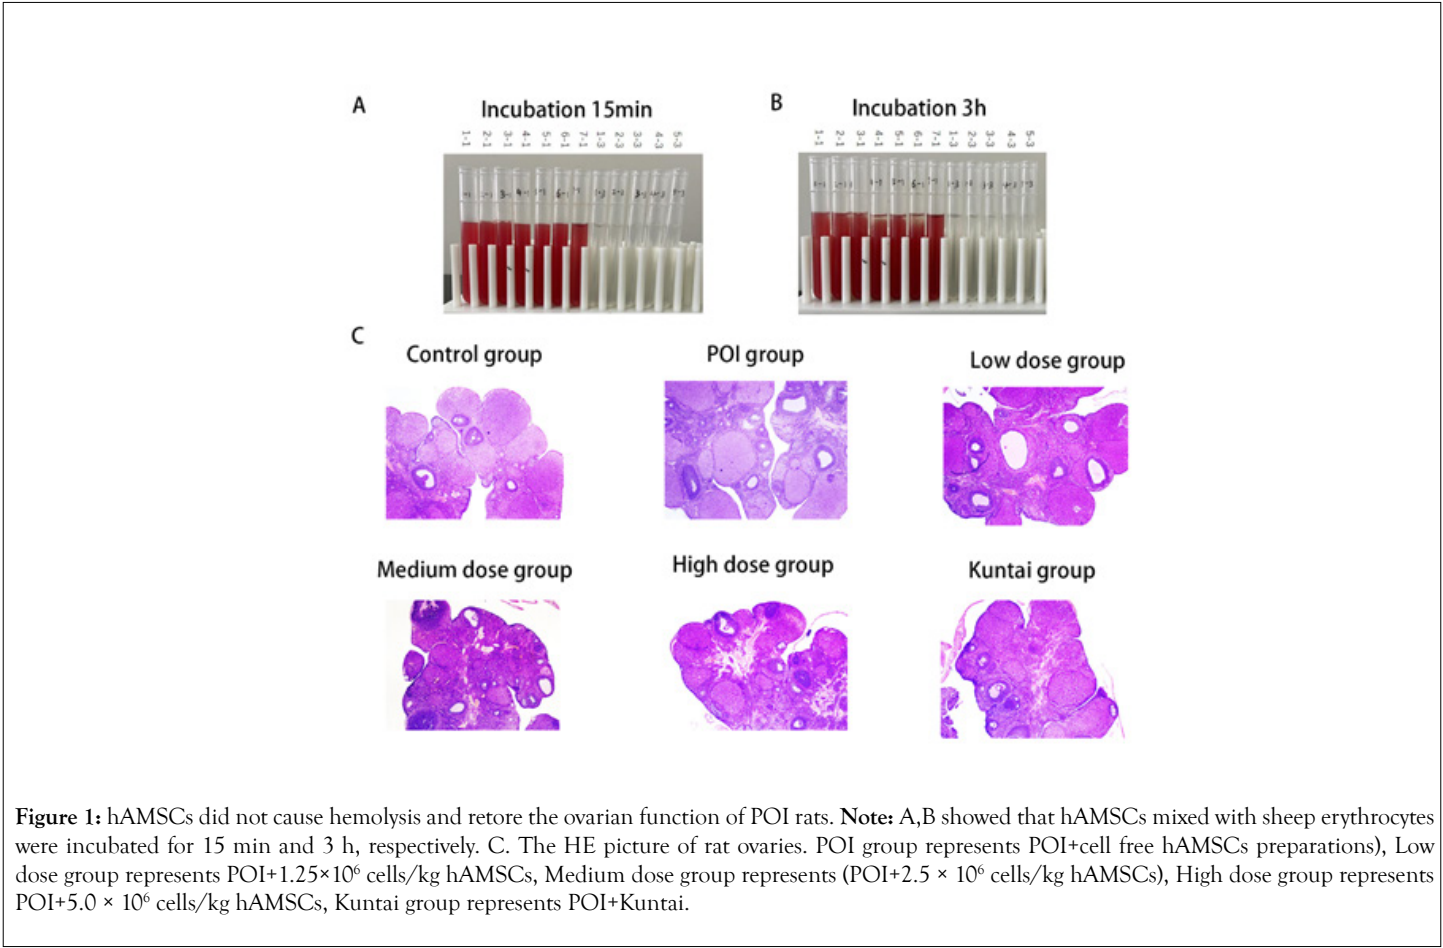 A
Incubation 15min
1-1 2-1 3-1 4-1 5-1 6-1 7-1 1-3 2-3 3-3 4-3 5-3
B
Incubation 3h
1-1 2-1 3-1 4-1 5-1 6-1 7-1 1-3 2-3 3-3 4-3 5-3
C
Control group
POI group
Low dose group
Medium dose group
High dose group
Kuntai group
Figure 1: hAMSCs did not cause hemolysis and retore the ovarian function of POI rats. Note: A,B showed that hAMSCs mixed with sheep erythrocytes
were incubated for 15 min and 3 h, respectively. C. The HE picture of rat ovaries. POI group represents POI+cell free hAMSCs preparations), Low
dose group represents POI+1.25×10⁶ cells/kg hAMSCs, Medium dose group represents (POI+2.5 × 10⁶ cells/kg hAMSCs), High dose group represents
POI+5.0 × 10⁶ cells/kg hAMSCs, Kuntai group represents POI+Kuntai.